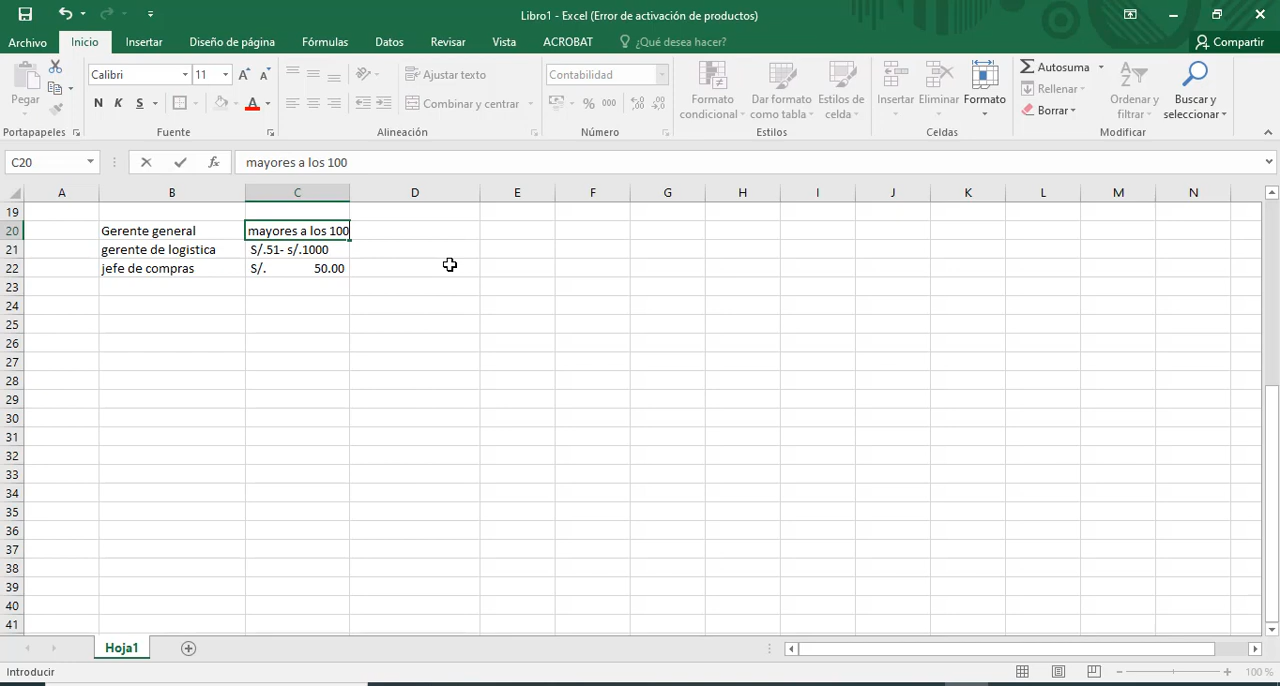 Libro1 - Excel (Error de activación de productos)
Archivo Inicio Insertar Diseño de página Fórmulas Datos Revisar Vista ACROBAT ¿Qué desea hacer? Compartir
Pegar
Portapapeles
Calibri 11
N K S A
Fuente
Ajustar texto
Combinar y centrar
Alineación
Contabilidad
% 000
Número
Formato condicional
Dar formato como tabla
Estilos de celda
Estilos
Insertar Eliminar Formato
Celdas
Autosuma
Rellenar
Borrar
Ordenar y filtrar
Buscar y seleccionar
Modificar
C20 fx mayores a los 100
A B C D E F G H I J K L M N
19
20 Gerente general mayores a los 100
21 gerente de logistica S/.51- s/.1000
22 jefe de compras S/. 50.00
23
24
25
26
27
28
29
30
31
32
33
34
35
36
37
38
39
40
41
Hoja1
Introducir 100 %